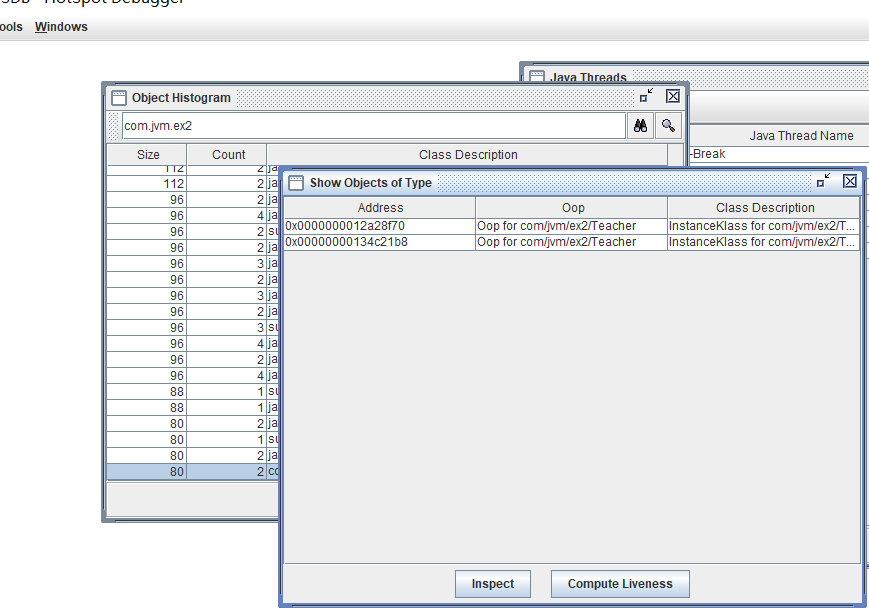 HotSpot Debugger
ools Windows
Java Threads
Object Histogram
com.jvm.ex2
Java Thread Name
-Break
Size Count Class Description
112 2 ja
112 2 ja
96 2 ja
96 4 ja
96 2 su
96 2 ja
96 3 ja
96 2 ja
96 3 ja
96 2 ja
96 3 su
96 4 ja
96 2 ja
96 4 ja
88 1 su
88 1 ja
80 2 ja
80 1 su
80 2 ja
80 2 co
Show Objects of Type
Address Oop Class Description
0x0000000012a28f70 Oop for com/jvm/ex2/Teacher InstanceKlass for com/jvm/ex2/T...
0x00000000134c21b8 Oop for com/jvm/ex2/Teacher InstanceKlass for com/jvm/ex2/T...
Inspect Compute Liveness